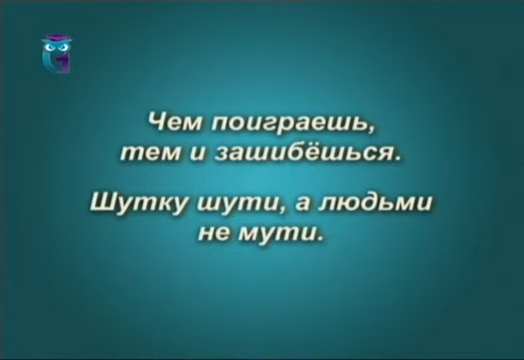 Чем поиграешь,
тем и зашибёшься.
Шутку шути, а людьми
не мути.